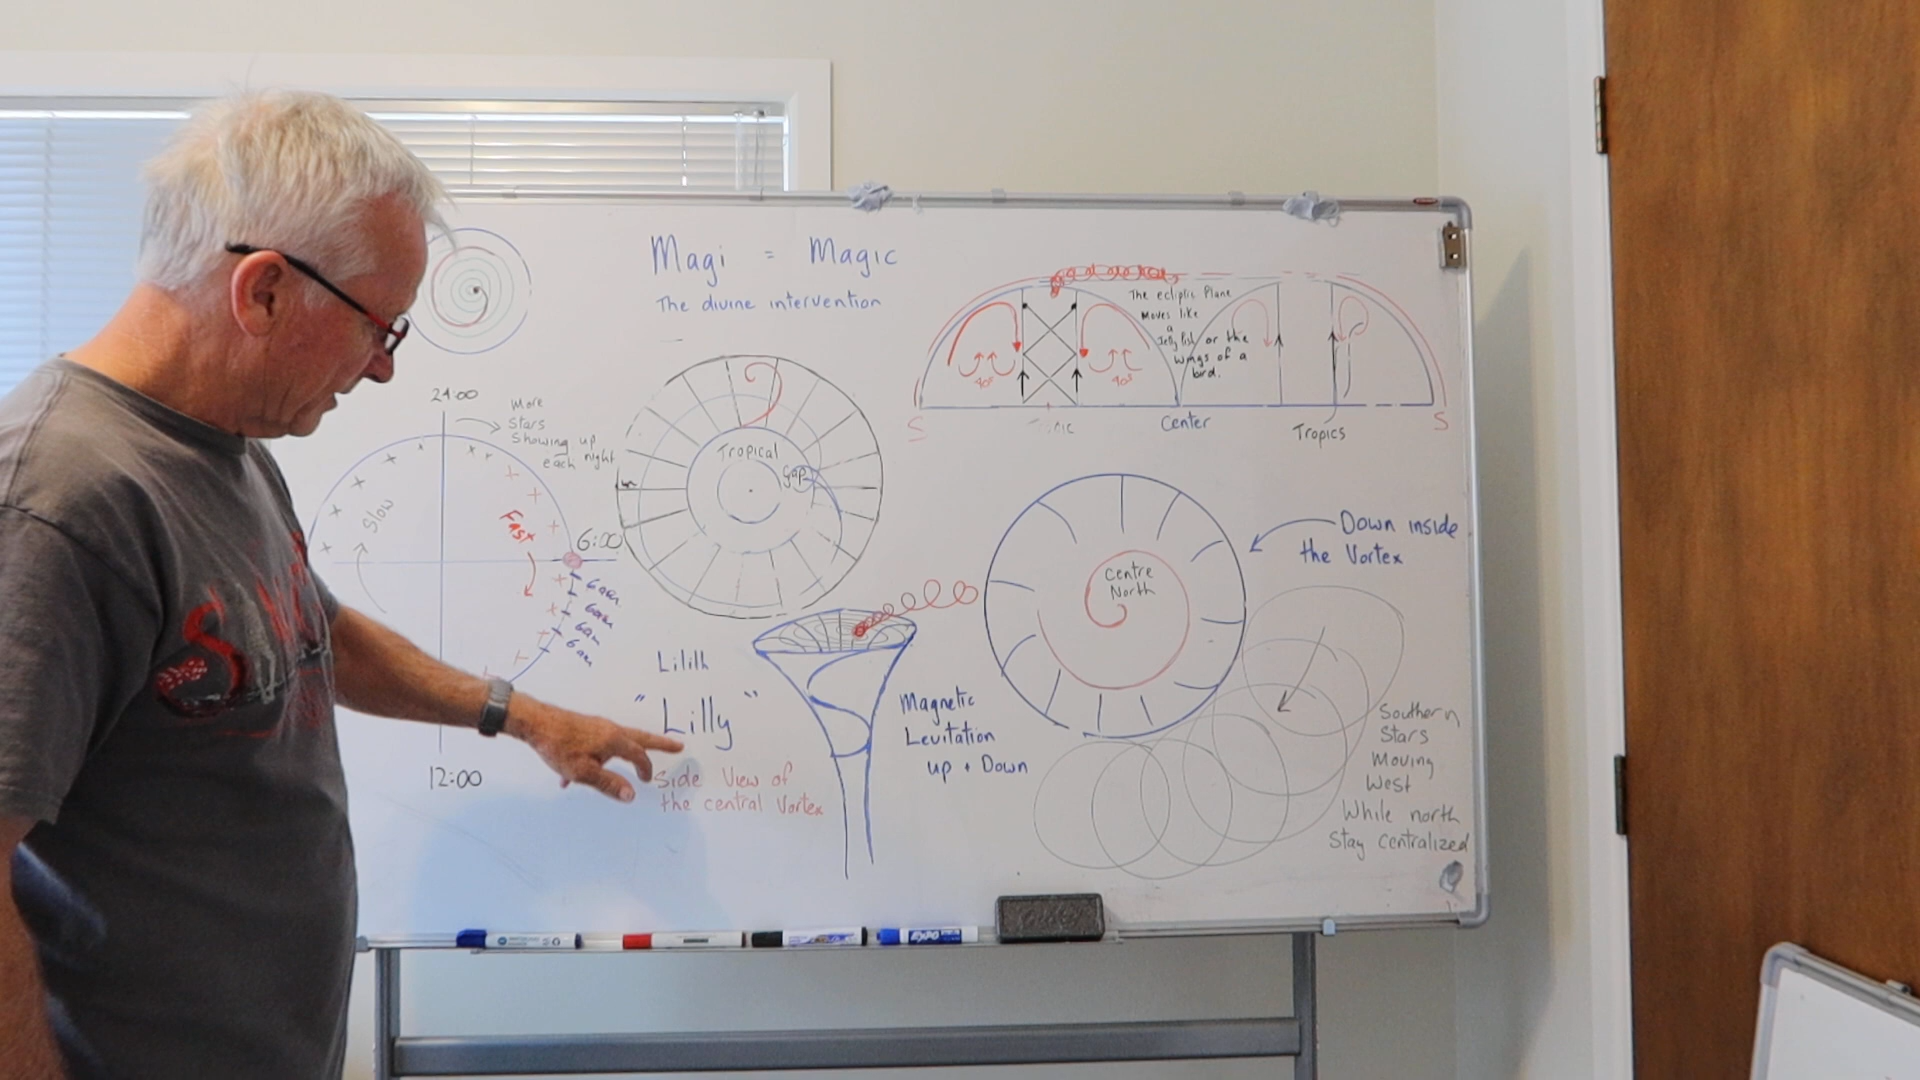 Magi = Magic
The divine intervention
24:00
More
Stars
Showing up
each night
Slow
Fast
6:00
6am
6am
6am
6am
12:00
Tropical
Gap
The ecliptic Plane
Moves like
a
Jelly fish or the
wings of a
bird.
40°
40°
S
Center
Tropics
S
Centre
North
Down inside
the Vortex
Lilith
"Lilly"
Side View of
the central Vortex
Magnetic
Levitation
up + Down
Southern
Stars
Moving
West
While north
Stay centralized
EXPO